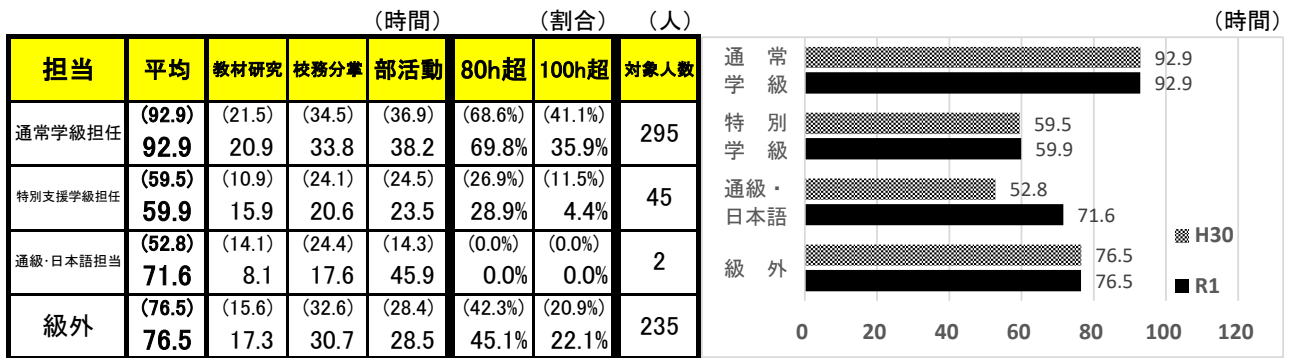 （時間） （割合） （人）
担当 平均 教材研究 校務分掌 部活動 80h超 100h超 対象人数
通常学級担任 (92.9) (21.5) (34.5) (36.9) (68.6%) (41.1%) 295
92.9 20.9 33.8 38.2 69.8% 35.9%
特別支援学級担任 (59.5) (10.9) (24.1) (24.5) (26.9%) (11.5%) 45
59.9 15.9 20.6 23.5 28.9% 4.4%
通級・日本語担当 (52.8) (14.1) (24.4) (14.3) (0.0%) (0.0%) 2
71.6 8.1 17.6 45.9 0.0% 0.0%
級外 (76.5) (15.6) (32.6) (28.4) (42.3%) (20.9%) 235
76.5 17.3 30.7 28.5 45.1% 22.1%
（時間）
通常 92.9
学級 92.9
特別 59.5
学級 59.9
通級・ 52.8
日本語 71.6
級外 76.5
76.5
H30
R1
0 20 40 60 80 100 120